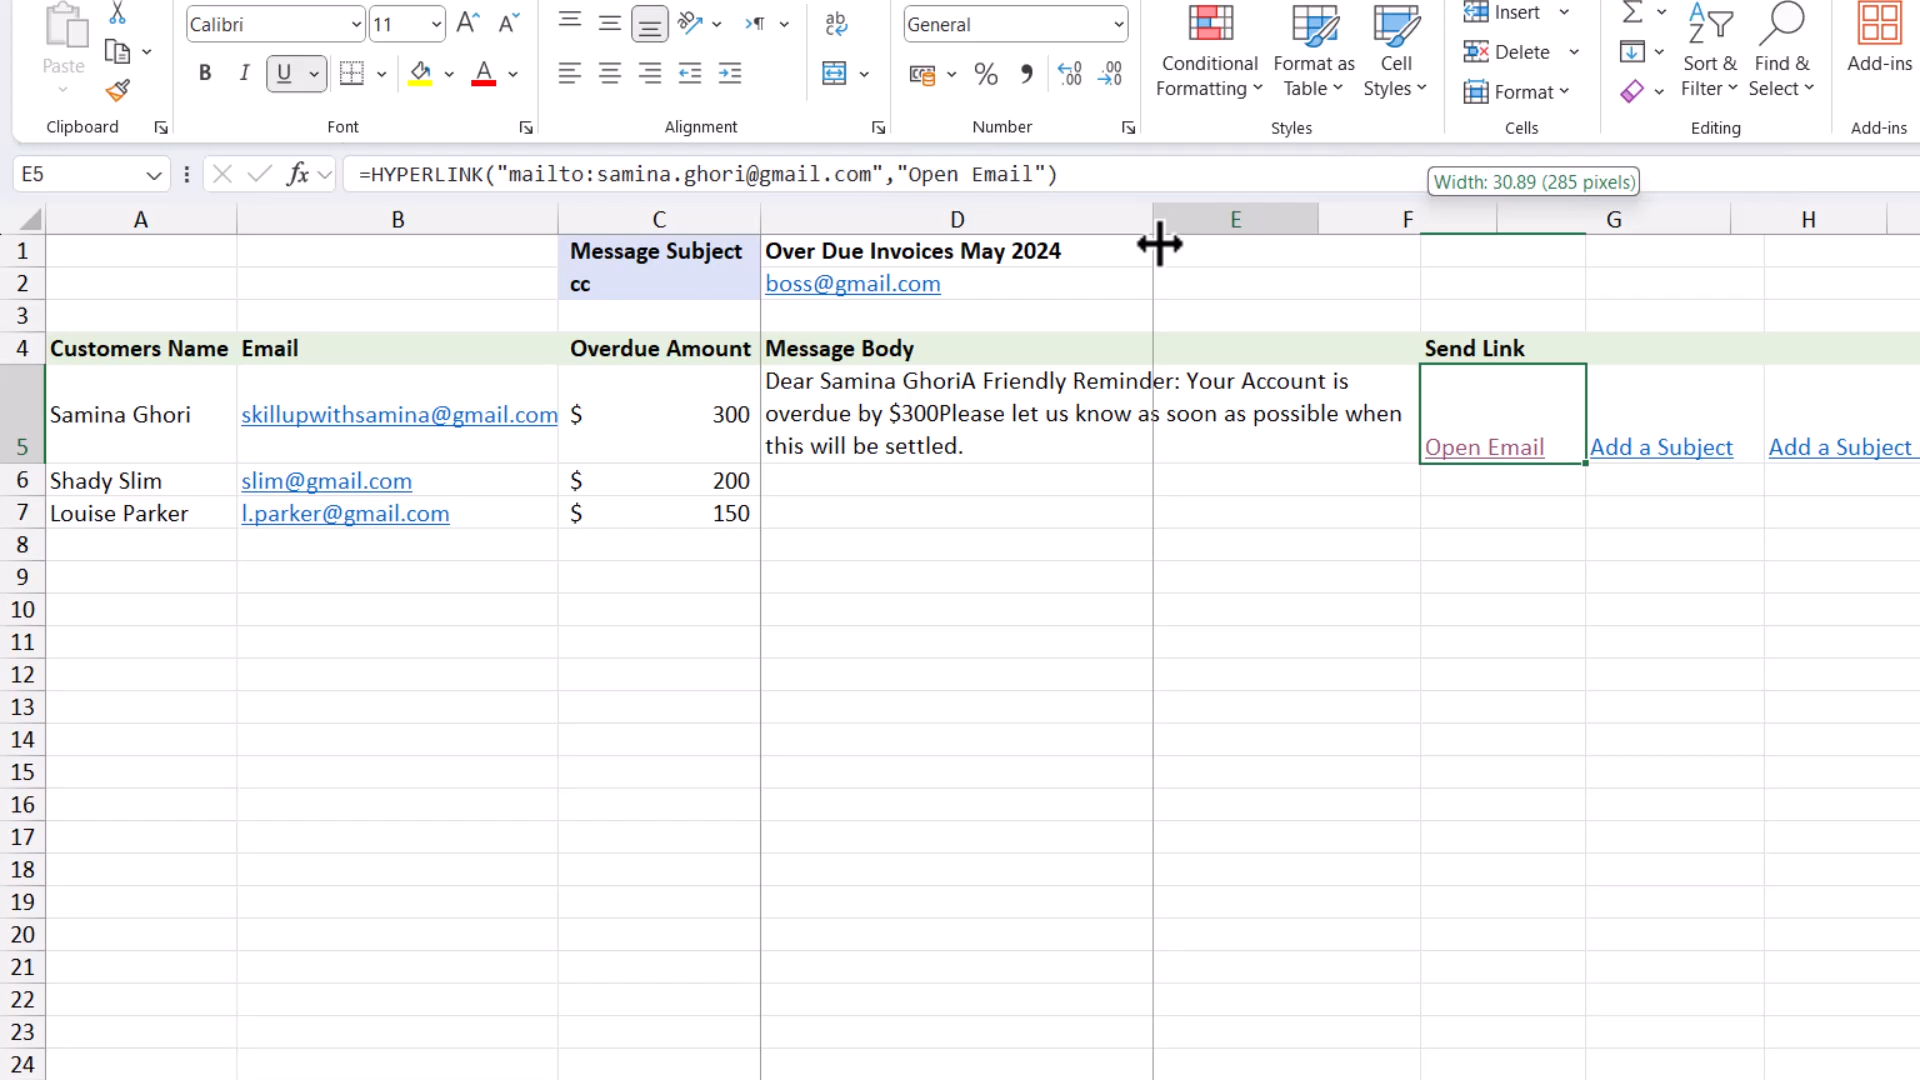 Calibri 11 ab General Insert
Paste B I U A % Conditional Formatting Format as Table Cell Styles Delete Sort & Filter Find & Select Add-ins
Format
Clipboard Font Alignment Number Styles Cells Editing Add-ins
E5 fx =HYPERLINK("mailto:samina.ghori@gmail.com","Open Email") Width: 30.89 (285 pixels)
A B C D E F G H
1 Message Subject Over Due Invoices May 2024
2 cc boss@gmail.com
3
4 Customers Name Email Overdue Amount Message Body Send Link
Dear Samina GhoriA Friendly Reminder: Your Account is
Samina Ghori skillupwithsamina@gmail.com $ 300 overdue by $300Please let us know as soon as possible when
5 this will be settled. Open Email Add a Subject Add a Subject
6 Shady Slim slim@gmail.com $ 200
7 Louise Parker l.parker@gmail.com $ 150
8
9
10
11
12
13
14
15
16
17
18
19
20
21
22
23
24